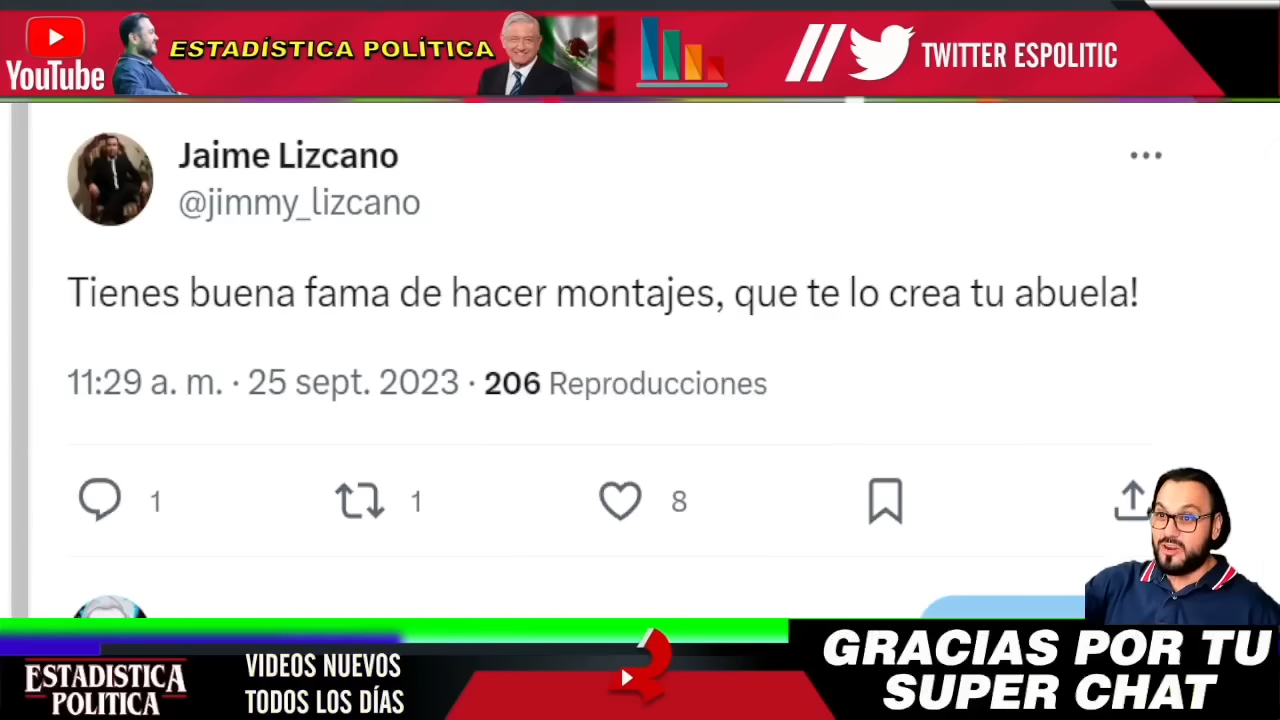 YouTube
ESTADÍSTICA POLÍTICA
TWITTER ESPOLITIC
Jaime Lizcano
@jimmy_lizcano
Tienes buena fama de hacer montajes, que te lo crea tu abuela!
11:29 a. m. · 25 sept. 2023 · 206 Reproducciones
1 1 8
ESTADISTICA
POLÍTICA
VIDEOS NUEVOS
TODOS LOS DÍAS
GRACIAS POR TU
SUPER CHAT